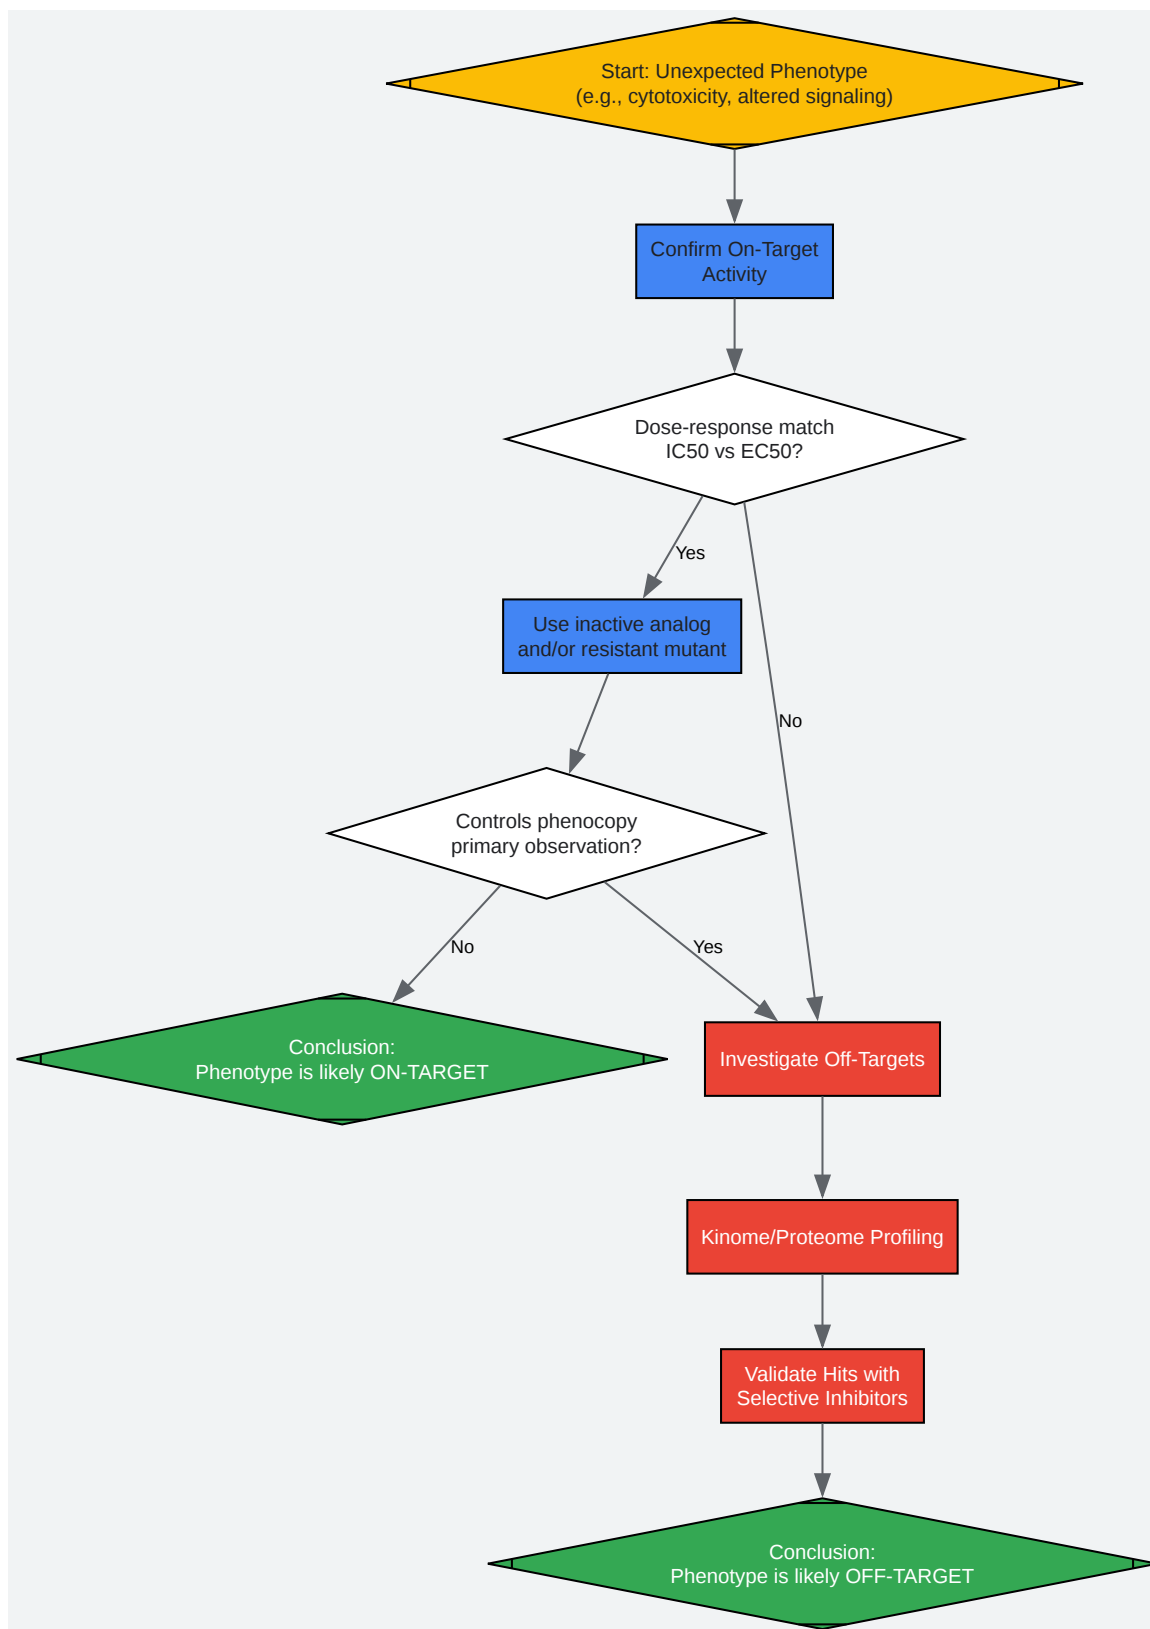 Start: Unexpected Phenotype
(e.g., cytotoxicity, altered signaling)
Confirm On-Target
Activity
Dose-response match
IC50 vs EC50?
Yes
Use inactive analog
and/or resistant mutant
No
Controls phenocopy
primary observation?
No
Yes
Conclusion:
Phenotype is likely ON-TARGET
Investigate Off-Targets
Kinome/Proteome Profiling
Validate Hits with
Selective Inhibitors
Conclusion:
Phenotype is likely OFF-TARGET